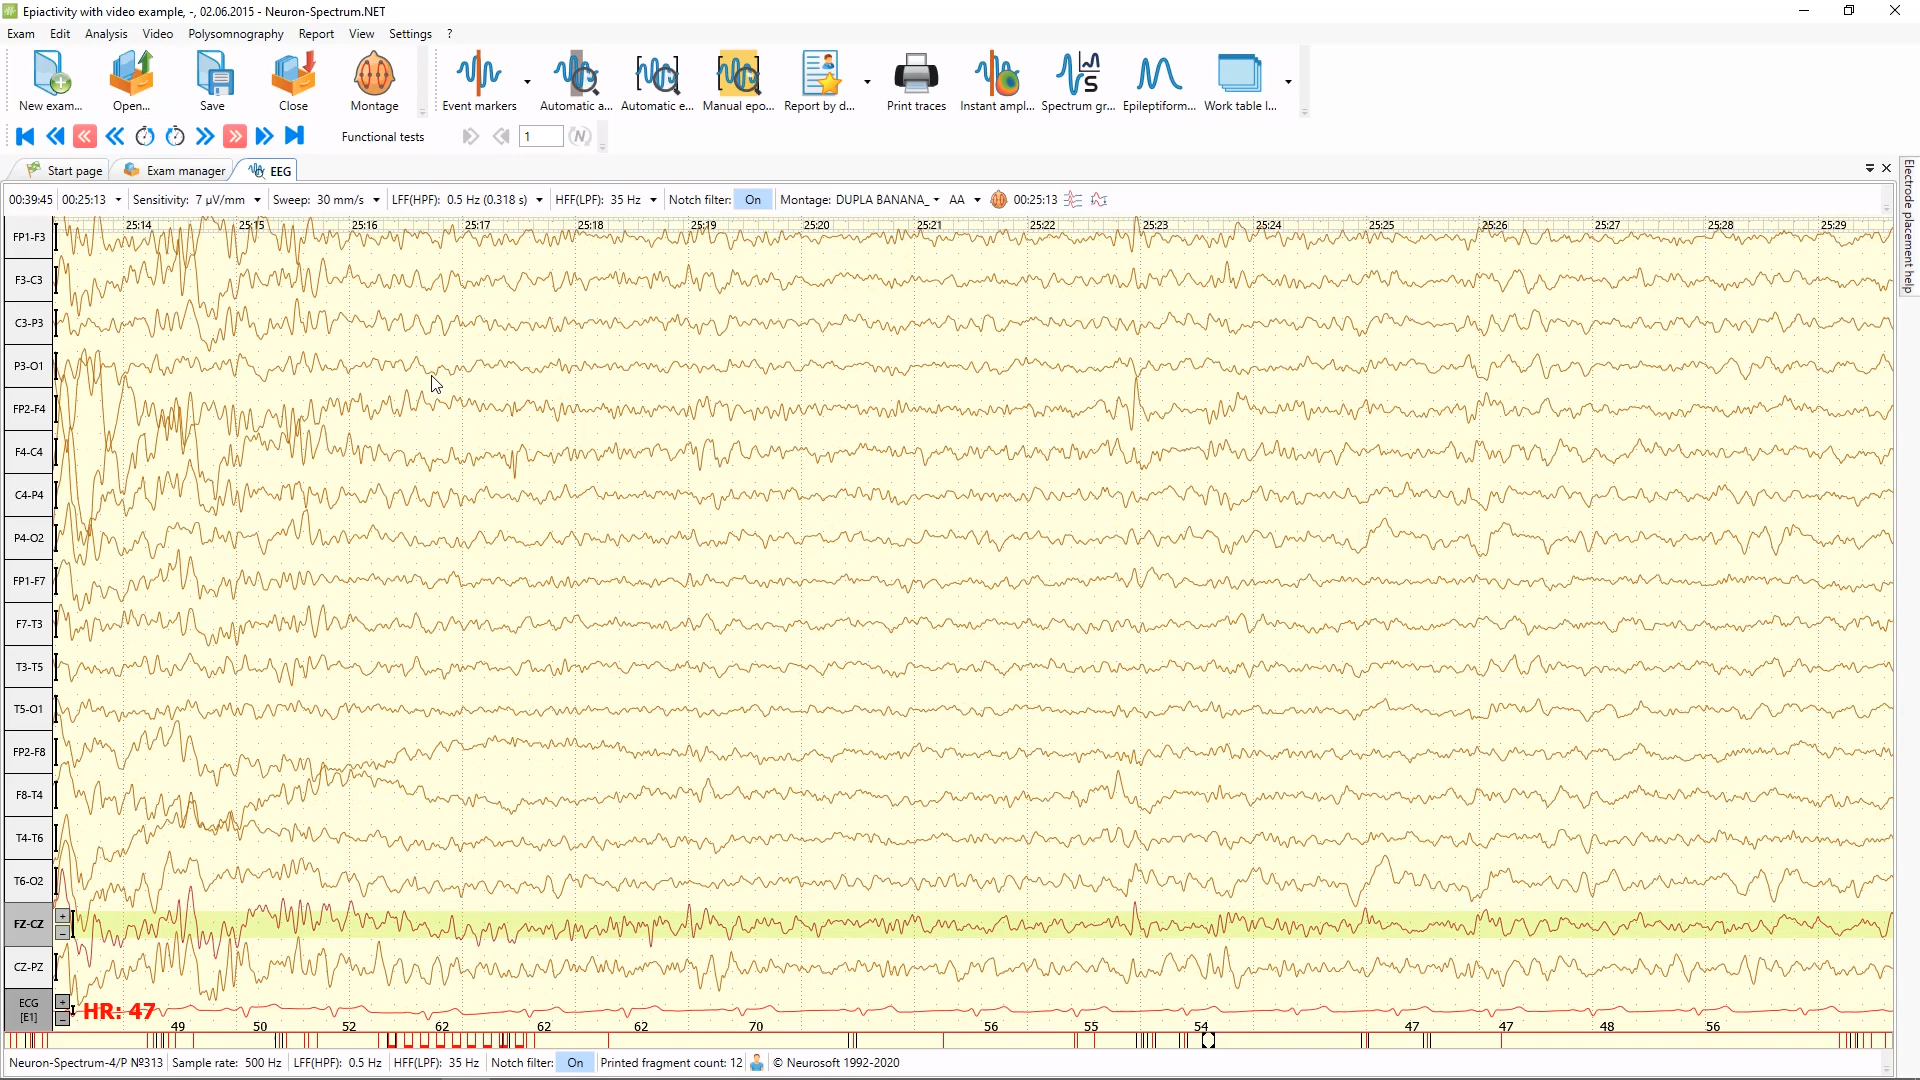 Epiactivity with video example, -, 02.06.2015 - Neuron-Spectrum.NET
Exam Edit Analysis Video Polysomnography Report View Settings ?
New exam... Open... Save Close Montage Event markers Automatic a... Automatic e... Manual epo... Report by d... Print traces Instant ampl... Spectrum gr... Epileptiform... Work table l...
Functional tests 1 N
Start page Exam manager EEG
00:39:45 00:25:13 Sensitivity: 7 µV/mm Sweep: 30 mm/s LFF(HPF): 0.5 Hz (0.318 s) HFF(LPF): 35 Hz Notch filter: On Montage: DUPLA BANANA_ AA 00:25:13
25:14 25:15 25:16 25:17 25:18 25:19 25:20 25:21 25:22 25:23 25:24 25:25 25:26 25:27 25:28 25:29
FP1-F3
F3-C3
C3-P3
P3-O1
FP2-F4
F4-C4
C4-P4
P4-O2
FP1-F7
F7-T3
T3-T5
T5-O1
FP2-F8
F8-T4
T4-T6
T6-O2
FZ-CZ
CZ-PZ
ECG
[E1]
HR: 47
49 50 52 62 62 62 70 56 55 54 47 47 48 56
Neuron-Spectrum-4/P №313 Sample rate: 500 Hz LFF(HPF): 0.5 Hz HFF(LPF): 35 Hz Notch filter: On Printed fragment count: 12 © Neurosoft 1992-2020
Electrode placement help